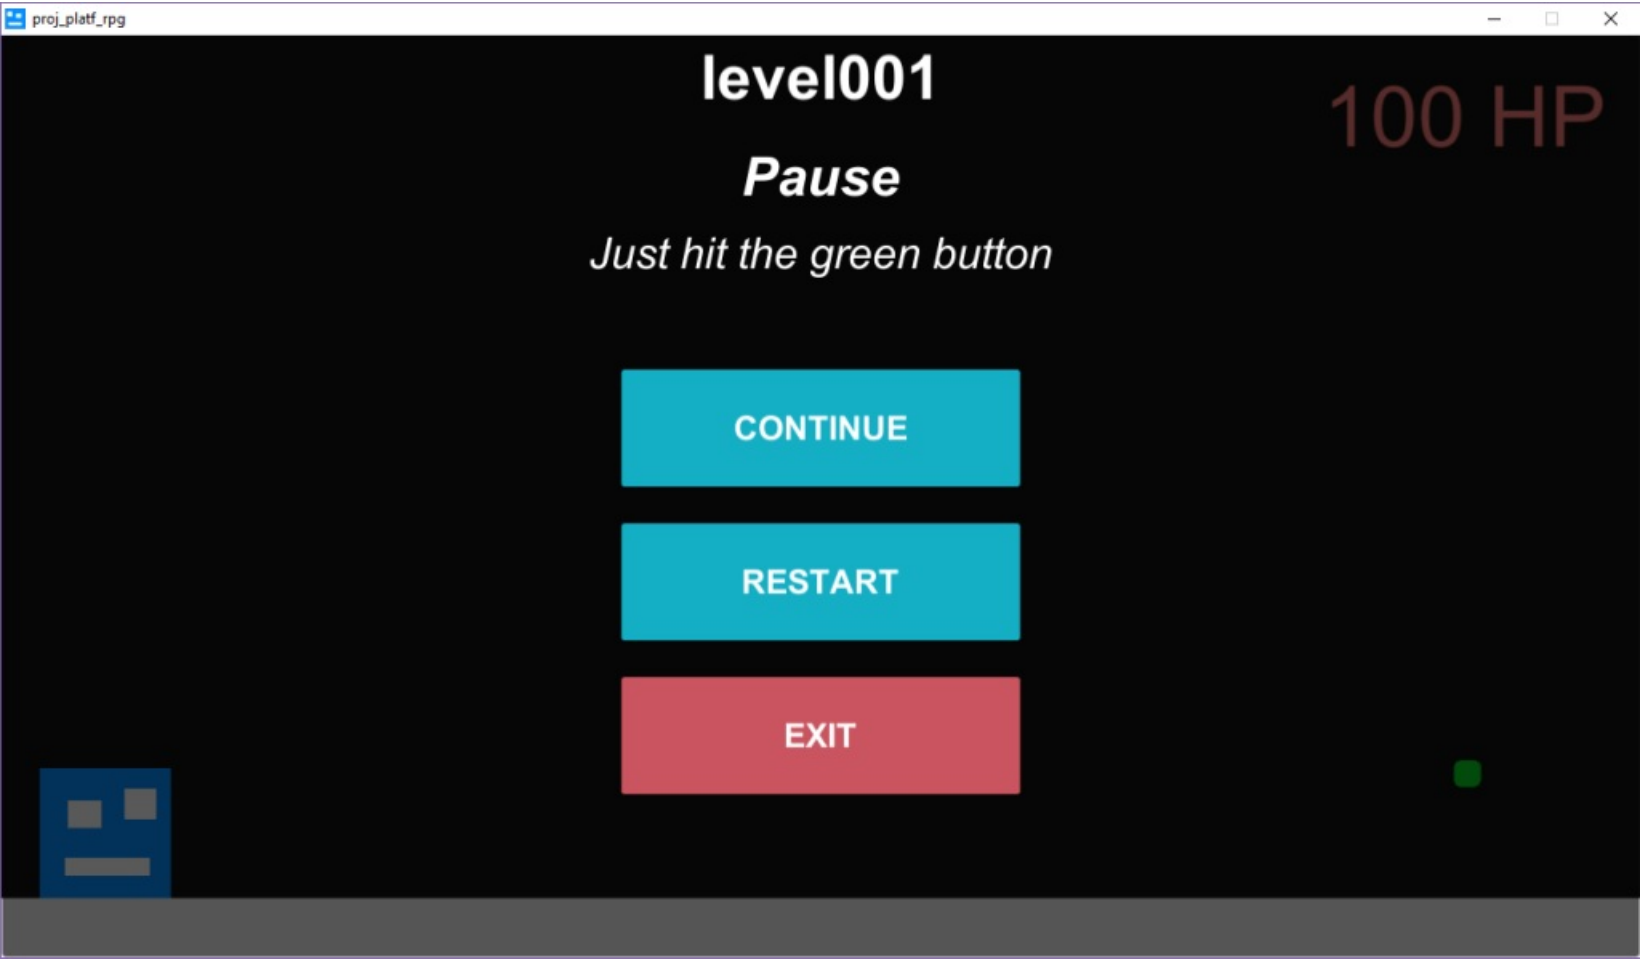 proj_platf_rpg
level001
100 HP
Pause
Just hit the green button
CONTINUE
RESTART
EXIT